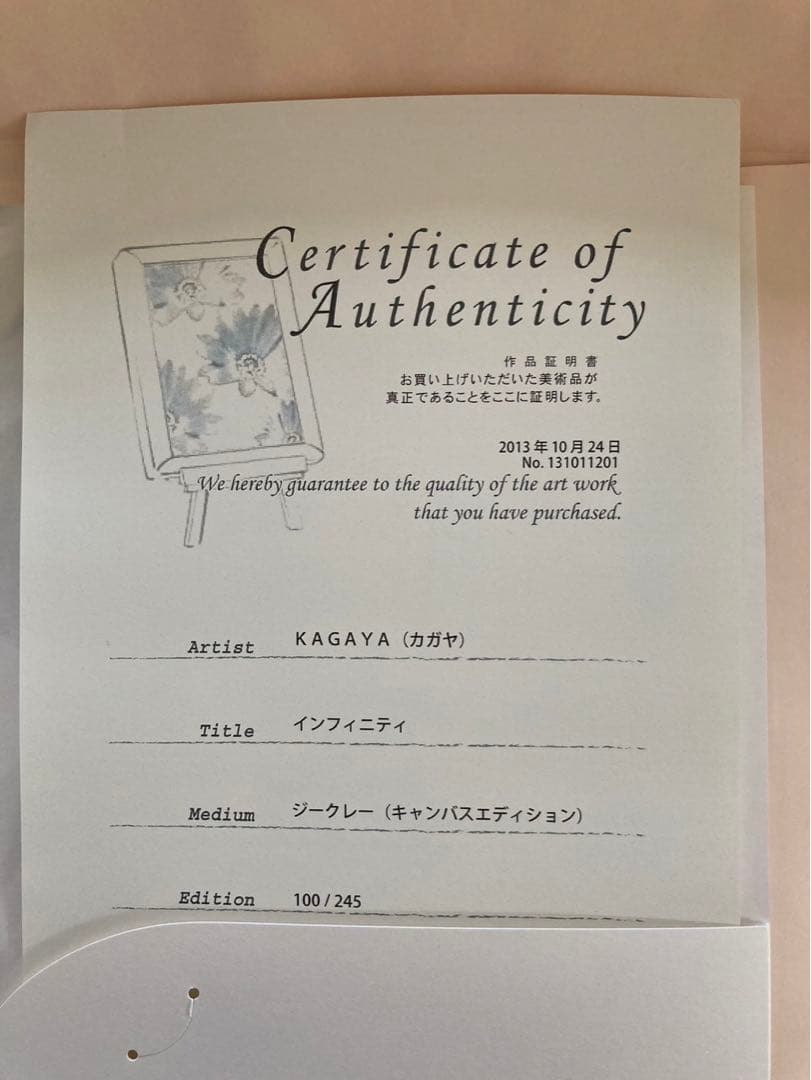 Certificate of
Authenticity
作品証明書
お買い上げいただいた美術品が
真正であることをここに証明します。
2013年10月24日
No. 131011201
We hereby guarantee to the quality of the art work
that you have purchased.
Artist KAGAYA（カガヤ）
Title インフィニティ
Medium ジークレー（キャンバスエディション）
Edition 100 / 245